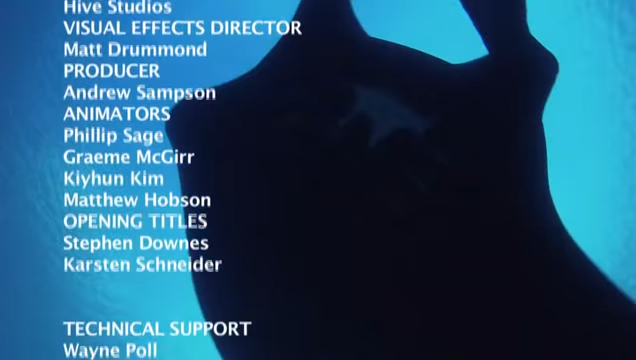 Hive Studios
VISUAL EFFECTS DIRECTOR
Matt Drummond
PRODUCER
Andrew Sampson
ANIMATORS
Phillip Sage
Graeme McGirr
Kiyhun Kim
Matthew Hobson
OPENING TITLES
Stephen Downes
Karsten Schneider
TECHNICAL SUPPORT
Wayne Poll